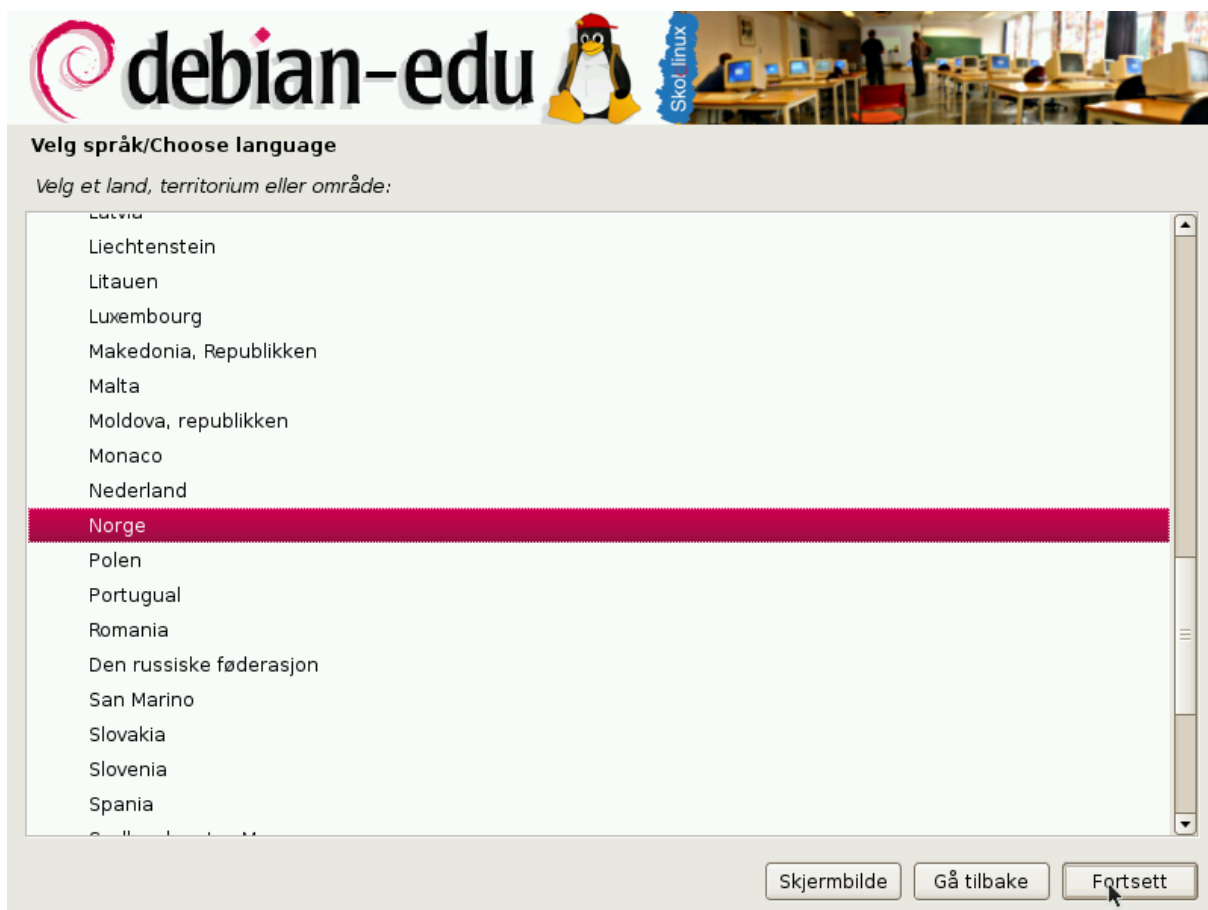 debian-edu
Skolelinux
Velg språk/Choose language
Velg et land, territorium eller område:
Latvia
Liechtenstein
Litauen
Luxembourg
Makedonia, Republikken
Malta
Moldova, republikken
Monaco
Nederland
Norge
Polen
Portugual
Romania
Den russiske føderasjon
San Marino
Slovakia
Slovenia
Spania
Skjermbilde
Gå tilbake
Fortsett